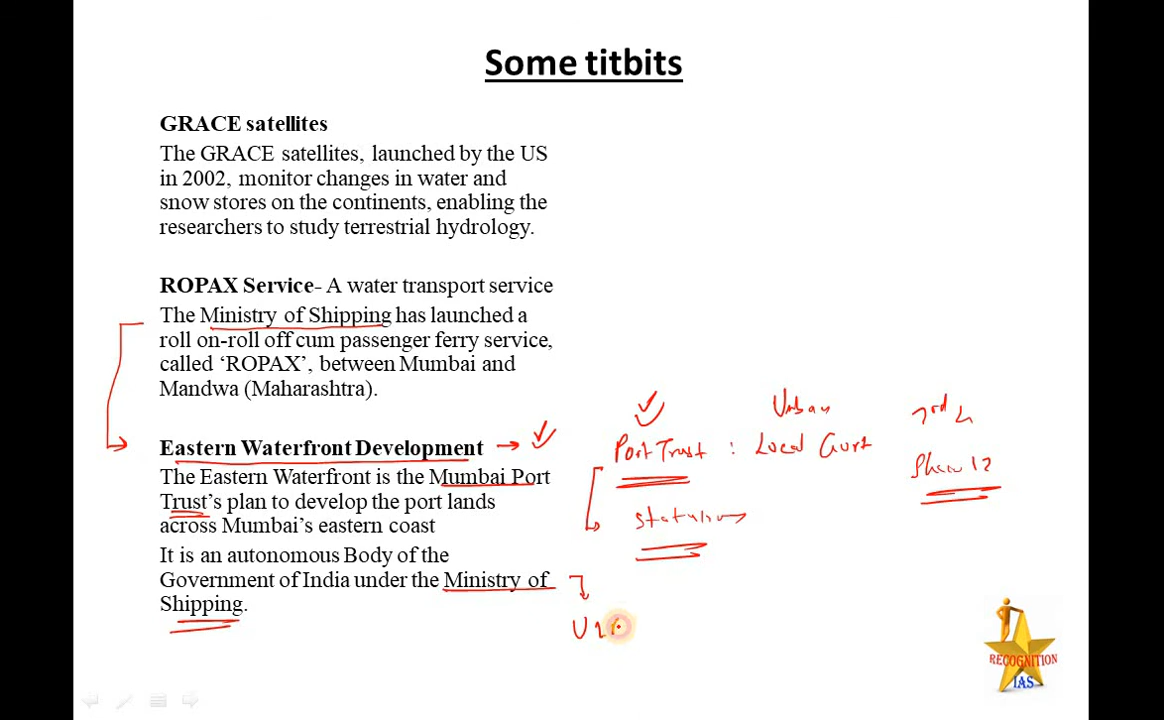 Some titbits
GRACE satellites
The GRACE satellites, launched by the US
in 2002, monitor changes in water and
snow stores on the continents, enabling the
researchers to study terrestrial hydrology.
ROPAX Service- A water transport service
The Ministry of Shipping has launched a
roll on-roll off cum passenger ferry service,
called ‘ROPAX’, between Mumbai and
Mandwa (Maharashtra).
Eastern Waterfront Development
The Eastern Waterfront is the Mumbai Port
Trust’s plan to develop the port lands
across Mumbai’s eastern coast
It is an autonomous Body of the
Government of India under the Ministry of
Shipping.
Urban
Port Trust : Local Govt
RECOGNITION
IAS